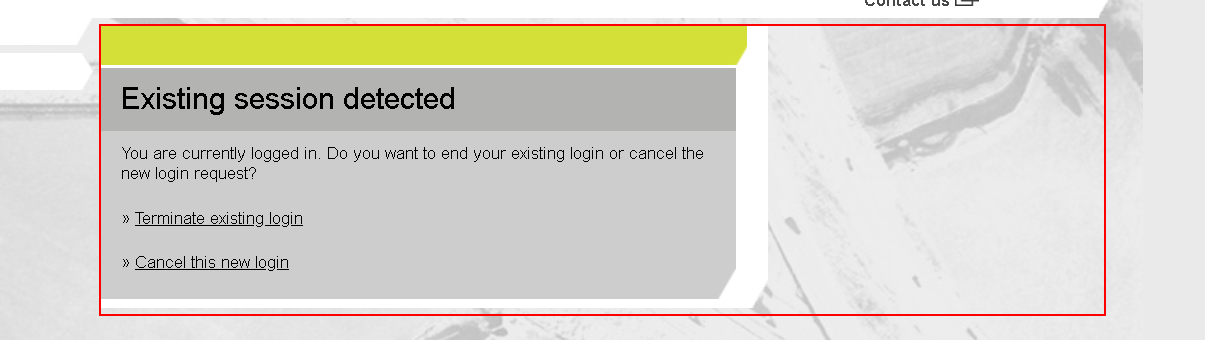 Contact us
Existing session detected
You are currently logged in. Do you want to end your existing login or cancel the
new login request?
» Terminate existing login
» Cancel this new login